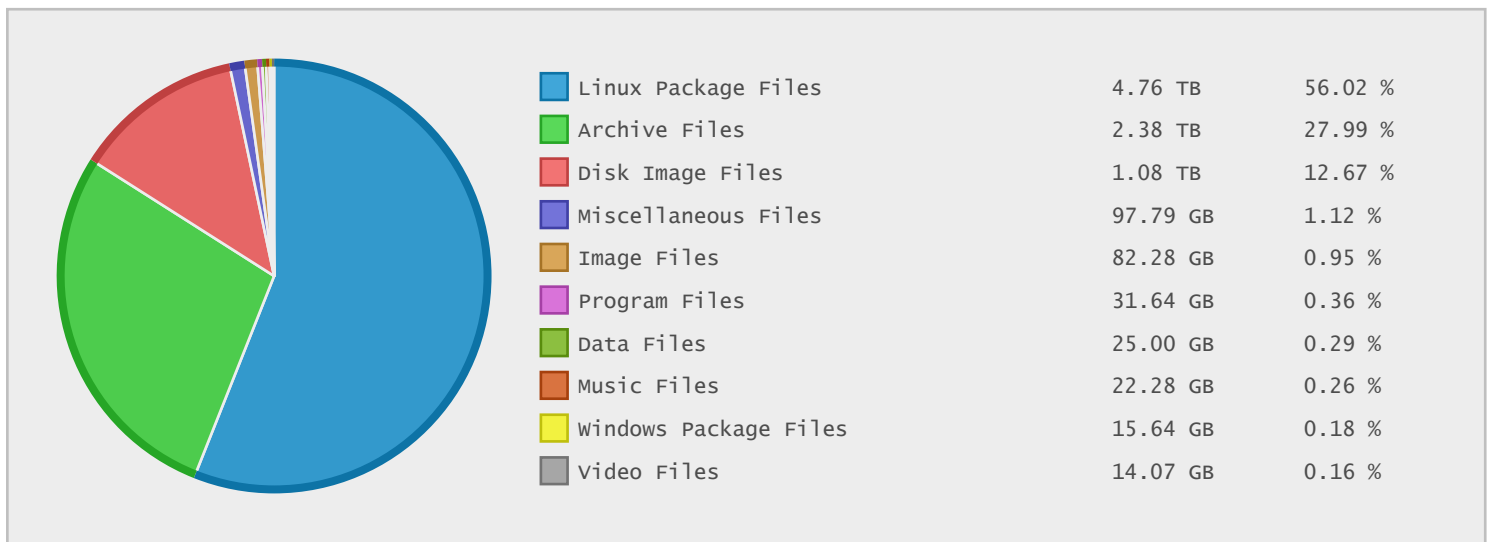 Linux Package Files 4.76 TB 56.02 %
Archive Files 2.38 TB 27.99 %
Disk Image Files 1.08 TB 12.67 %
Miscellaneous Files 97.79 GB 1.12 %
Image Files 82.28 GB 0.95 %
Program Files 31.64 GB 0.36 %
Data Files 25.00 GB 0.29 %
Music Files 22.28 GB 0.26 %
Windows Package Files 15.64 GB 0.18 %
Video Files 14.07 GB 0.16 %